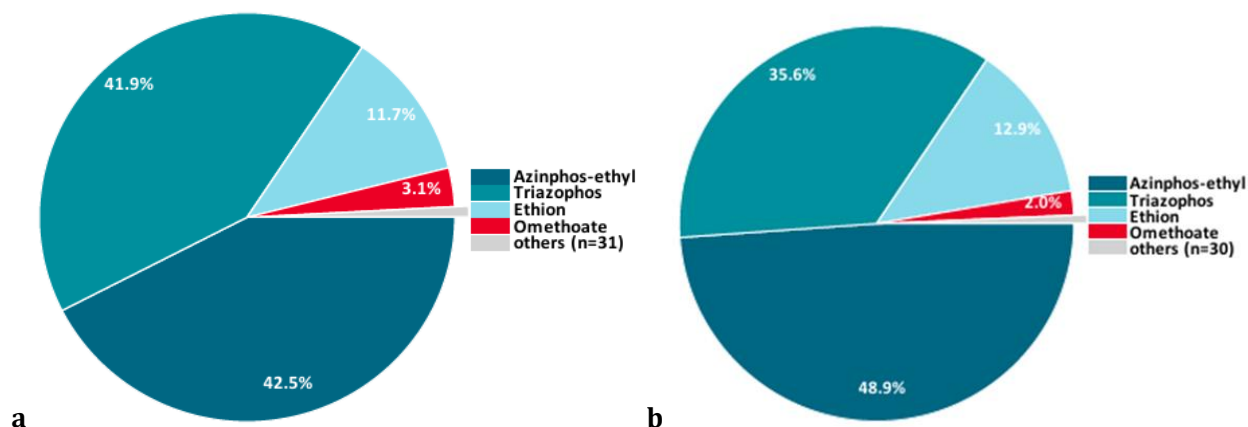 41.9%
11.7%
3.1%
42.5%
Azinphos-ethyl
Triazophos
Ethion
Omethoate
others (n=31)
a
35.6%
12.9%
2.0%
48.9%
Azinphos-ethyl
Triazophos
Ethion
Omethoate
others (n=30)
b